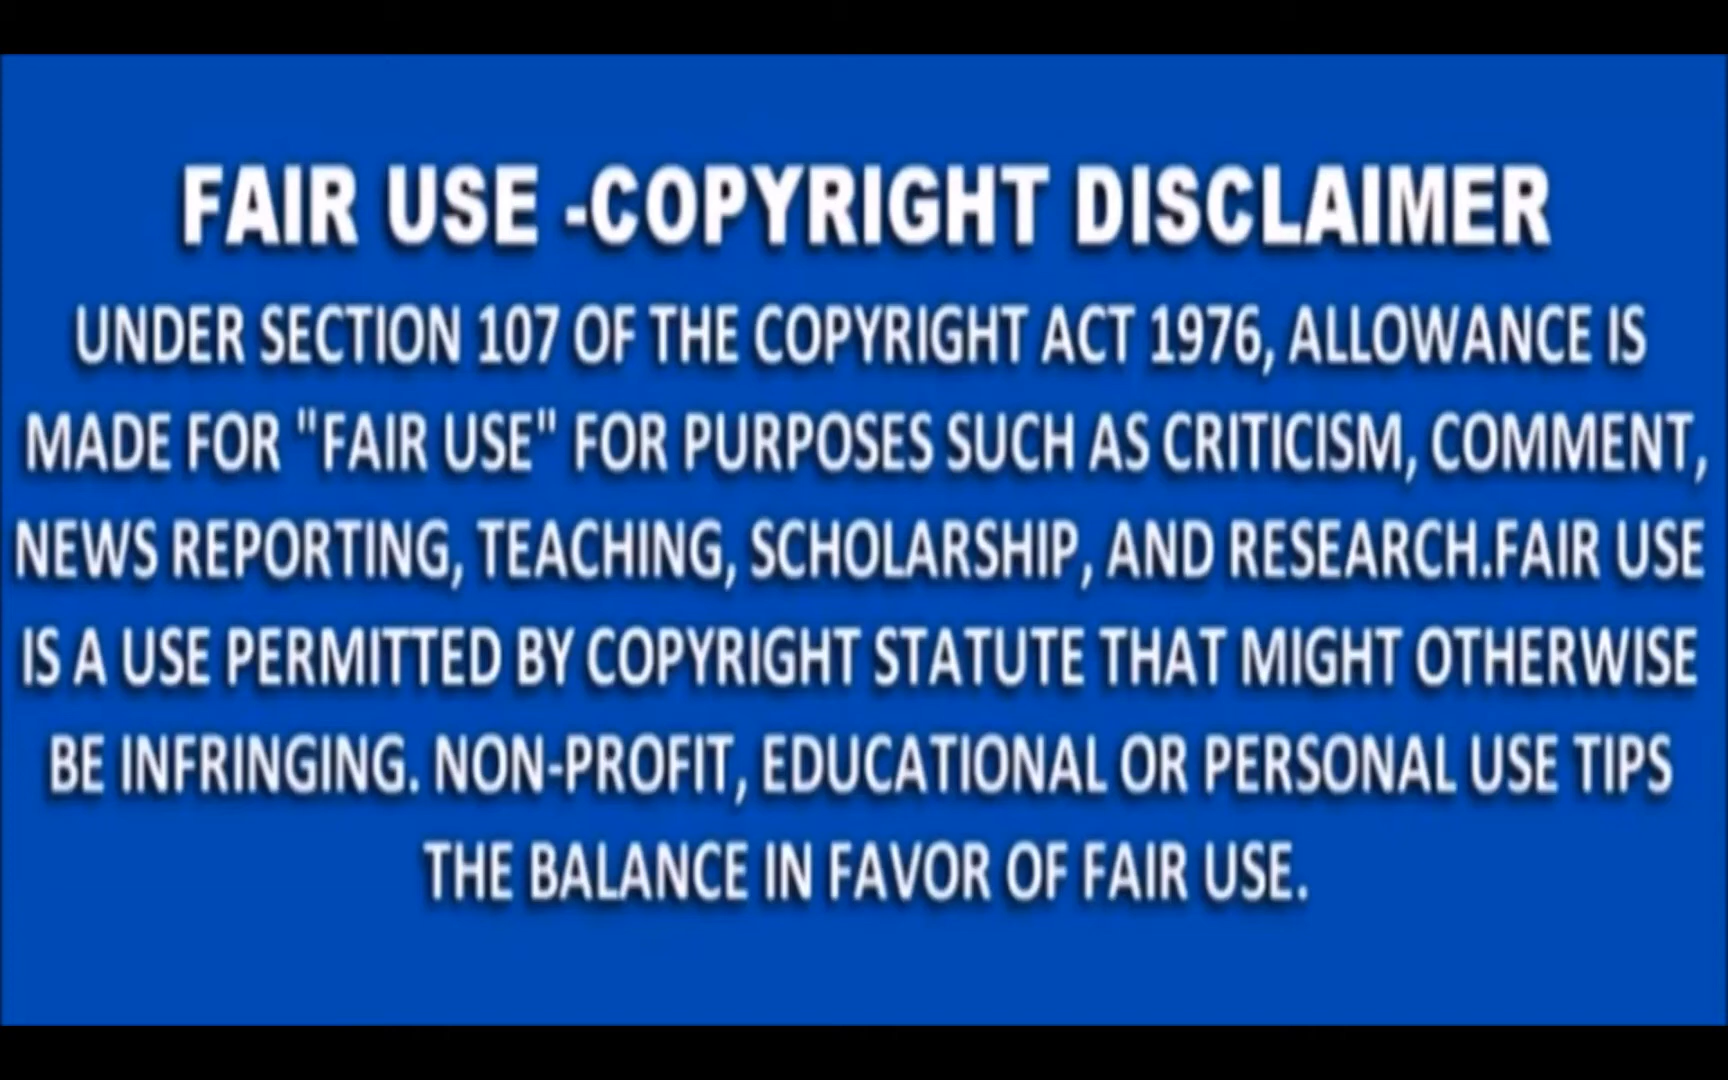 FAIR USE -COPYRIGHT DISCLAIMER
UNDER SECTION 107 OF THE COPYRIGHT ACT 1976, ALLOWANCE IS
MADE FOR "FAIR USE" FOR PURPOSES SUCH AS CRITICISM, COMMENT,
NEWS REPORTING, TEACHING, SCHOLARSHIP, AND RESEARCH.FAIR USE
IS A USE PERMITTED BY COPYRIGHT STATUTE THAT MIGHT OTHERWISE
BE INFRINGING. NON-PROFIT, EDUCATIONAL OR PERSONAL USE TIPS
THE BALANCE IN FAVOR OF FAIR USE.